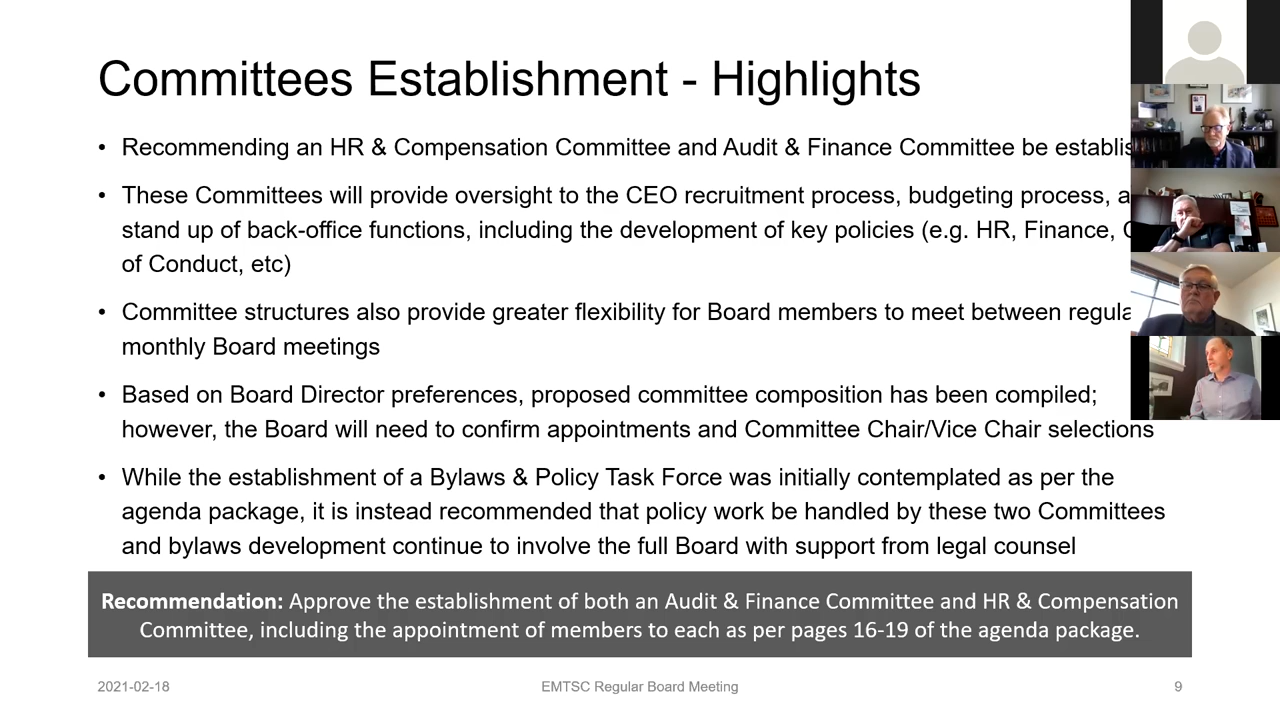 Committees Establishment - Highlights
• Recommending an HR & Compensation Committee and Audit & Finance Committee be establis
• These Committees will provide oversight to the CEO recruitment process, budgeting process, a
stand up of back-office functions, including the development of key policies (e.g. HR, Finance,
of Conduct, etc)
• Committee structures also provide greater flexibility for Board members to meet between regula
monthly Board meetings
• Based on Board Director preferences, proposed committee composition has been compiled;
however, the Board will need to confirm appointments and Committee Chair/Vice Chair selections
• While the establishment of a Bylaws & Policy Task Force was initially contemplated as per the
agenda package, it is instead recommended that policy work be handled by these two Committees
and bylaws development continue to involve the full Board with support from legal counsel
Recommendation: Approve the establishment of both an Audit & Finance Committee and HR & Compensation
Committee, including the appointment of members to each as per pages 16-19 of the agenda package.
2021-02-18
EMTSC Regular Board Meeting
9